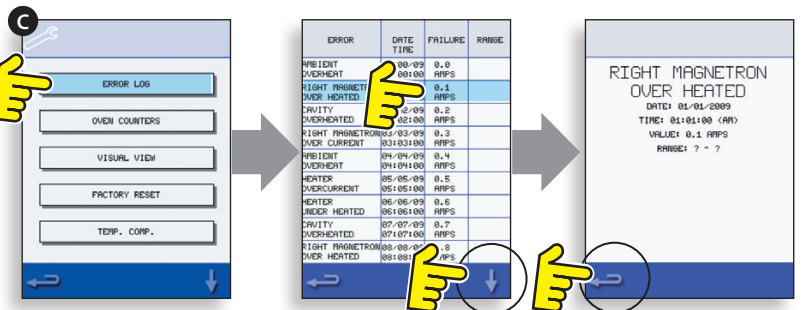 C
ERROR LOG
OVEN COUNTERS
VISUAL VIEW
FACTORY RESET
TEMP. COMP.
ERROR DATE TIME FAILURE RANGE
AMBIENT OVERHEAT 00/09 00:00 0.0 AMPS
RIGHT OVER HEATED 0.1 AMPS
CAVITY OVERHEATED 2/09 02:00 0.2 AMPS
RIGHT MAGNETRON OVER CURRENT 03/03/09 03:03:00 0.3 AMPS
AMBIENT OVERHEAT 04/04/09 04:04:00 0.4 AMPS
HEATER OVERCURRENT 05/05/09 05:05:00 0.5 AMPS
HEATER UNDER HEATED 06/06/09 06:06:00 0.6 AMPS
CAVITY OVERHEATED 07/07/09 07:07:00 0.7 AMPS
RIGHT MAGNETRON OVER HEATED 08/08/09 08:08: .8 AMPS
RIGHT MAGNETRON
OVER HEATED
DATE: 01/01/2009
TIME: 01:01:00 (AM)
VALUE: 0.1 AMPS
RANGE: ? - ?